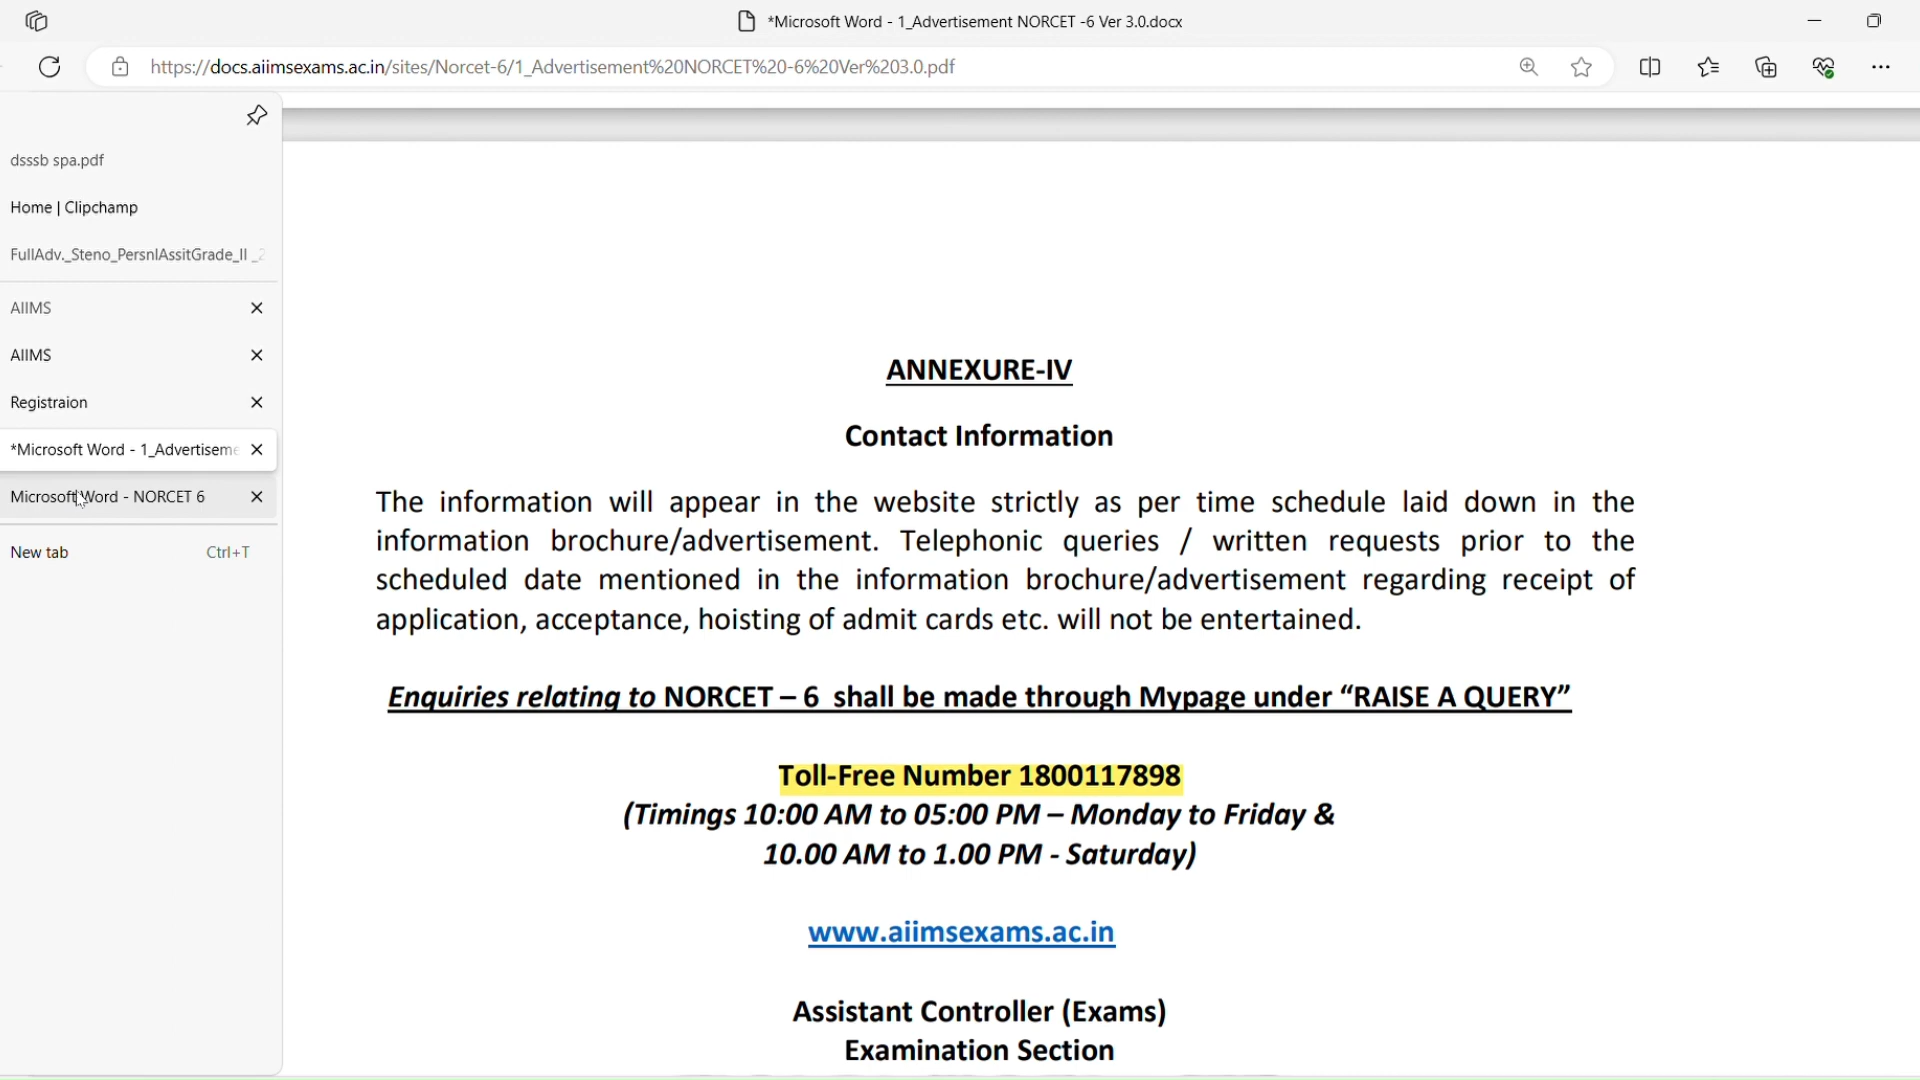 *Microsoft Word - 1_Advertisement NORCET -6 Ver 3.0.docx
https://docs.aiimsexams.ac.in/sites/Norcet-6/1_Advertisement%20NORCET%20-6%20Ver%203.0.pdf
dsssb spa.pdf
Home | Clipchamp
FullAdv._Steno_PersnlAssitGrade_II _2
AIIMS
AIIMS
Registraion
*Microsoft Word - 1_Advertiseme
Microsoft Word - NORCET 6
New tab Ctrl+T
ANNEXURE-IV
Contact Information
The information will appear in the website strictly as per time schedule laid down in the
information brochure/advertisement. Telephonic queries / written requests prior to the
scheduled date mentioned in the information brochure/advertisement regarding receipt of
application, acceptance, hoisting of admit cards etc. will not be entertained.
Enquiries relating to NORCET – 6 shall be made through Mypage under “RAISE A QUERY”
Toll-Free Number 1800117898
(Timings 10:00 AM to 05:00 PM – Monday to Friday &
10.00 AM to 1.00 PM - Saturday)
www.aiimsexams.ac.in
Assistant Controller (Exams)
Examination Section